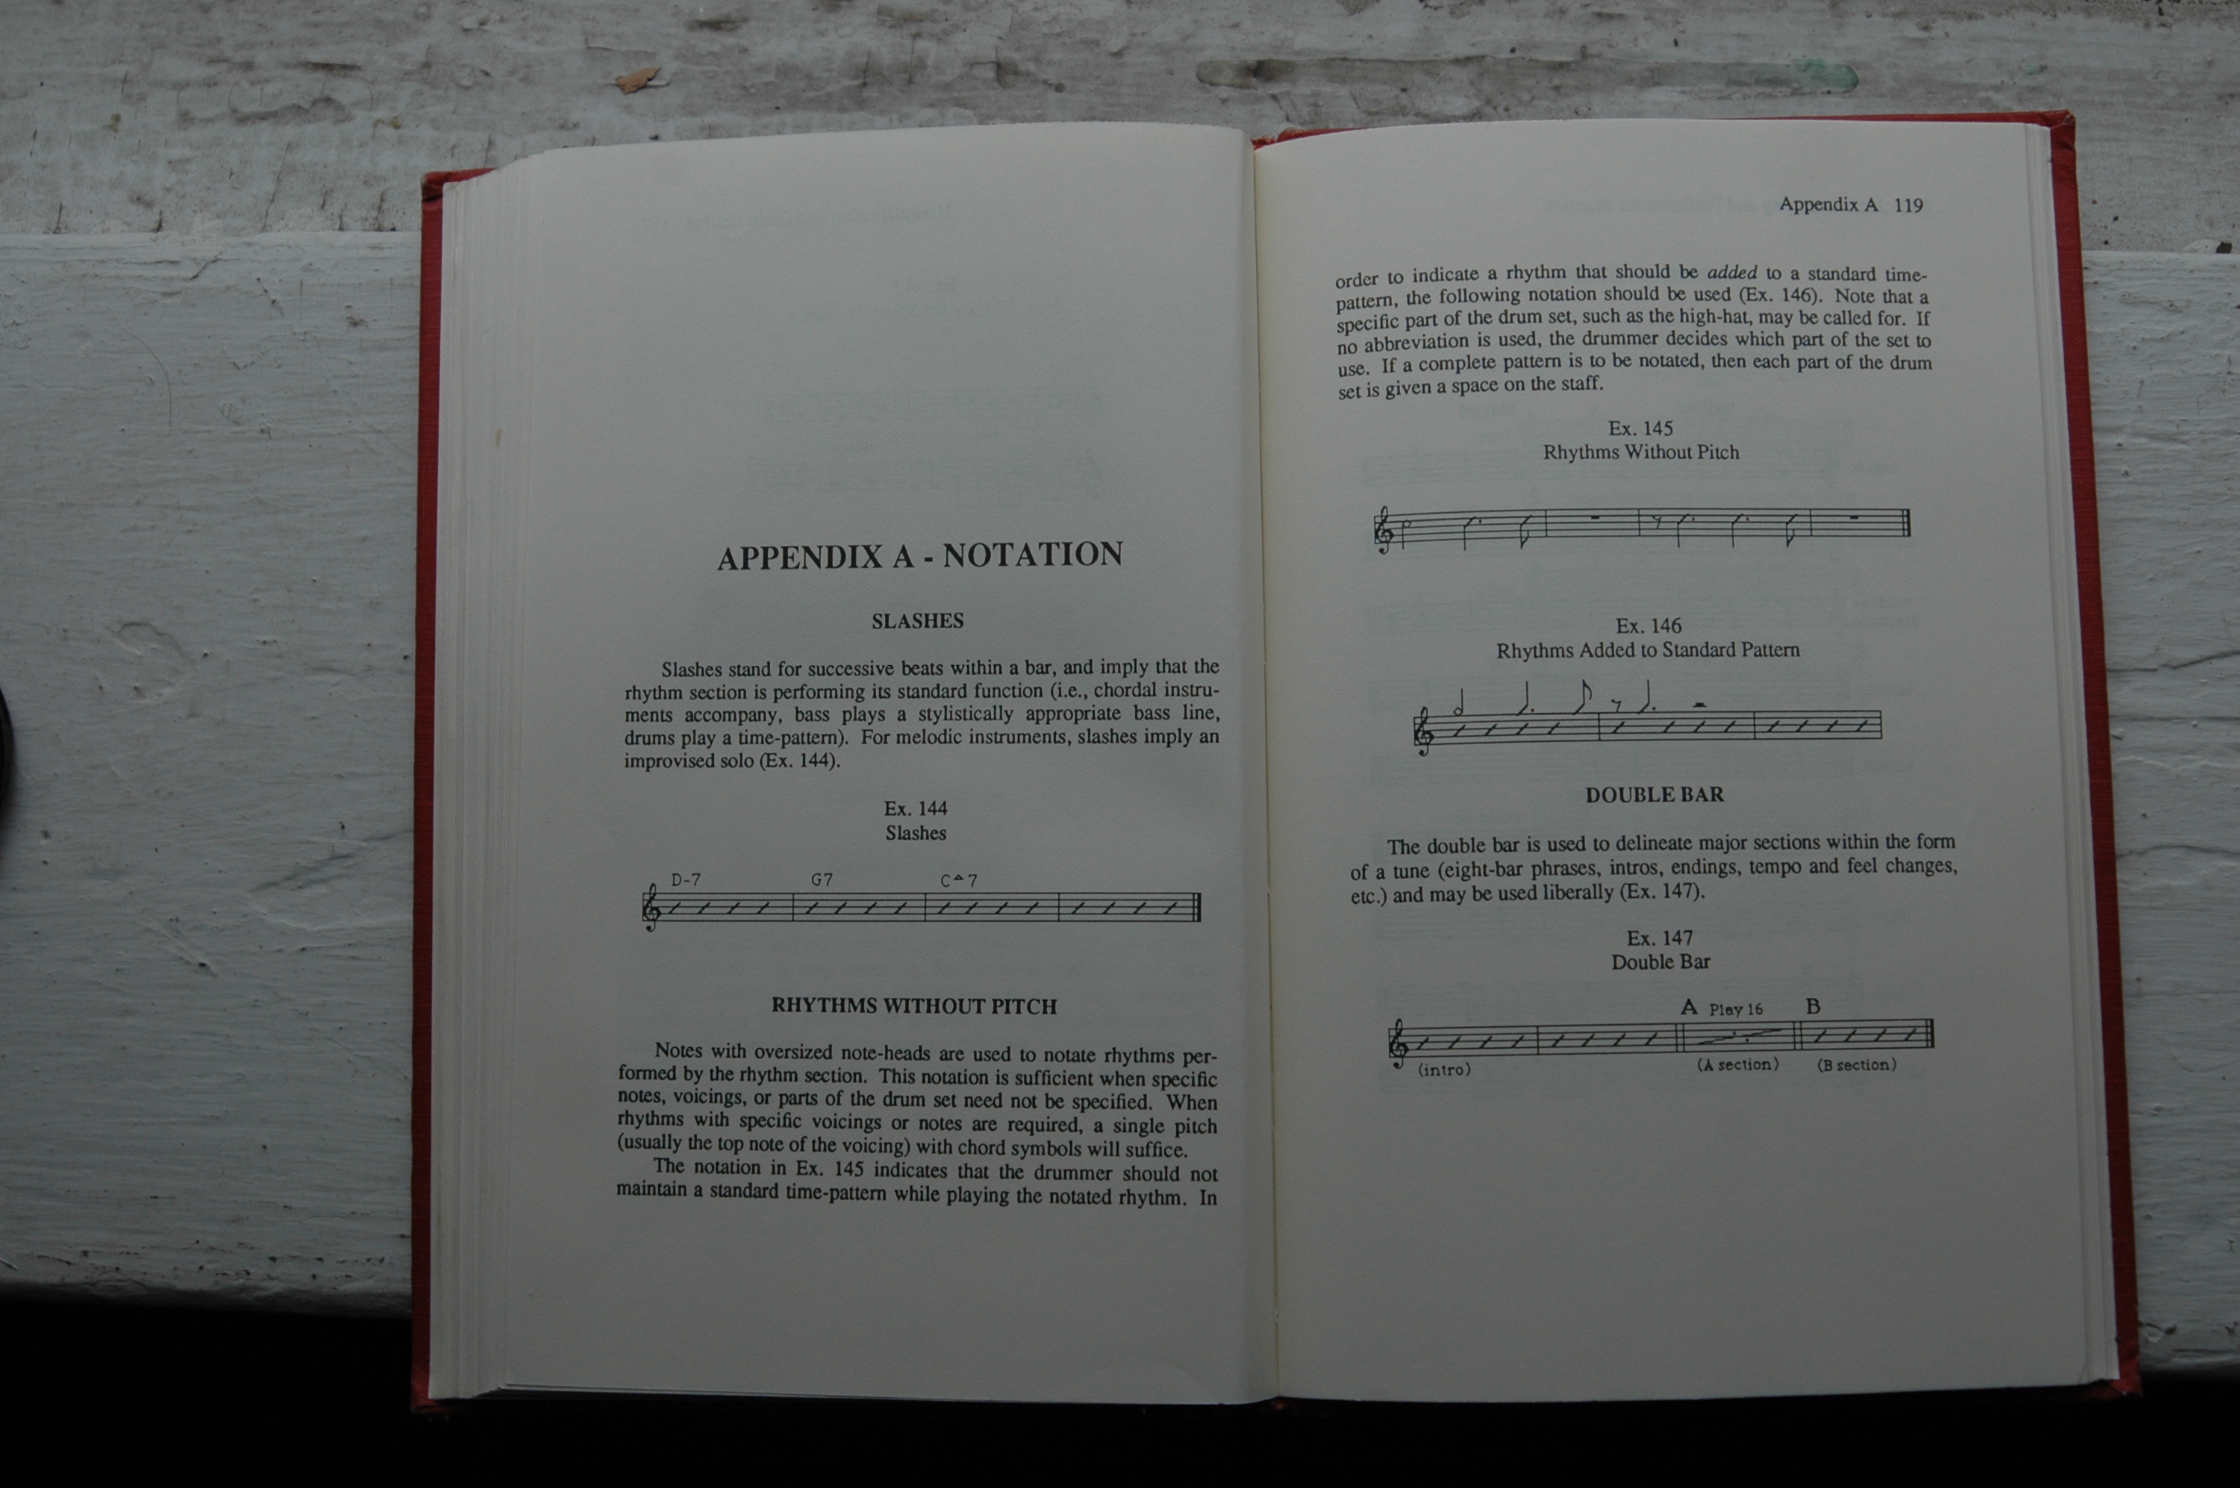 APPENDIX A - NOTATION
SLASHES
Slashes stand for successive beats within a bar, and imply that the
rhythm section is performing its standard function (i.e., chordal instru-
ments accompany, bass plays a stylistically appropriate bass line,
drums play a time-pattern). For melodic instruments, slashes imply an
improvised solo (Ex. 144).
Ex. 144
Slashes
D-7 G7 C▵7
RHYTHMS WITHOUT PITCH
Notes with oversized note-heads are used to notate rhythms per-
formed by the rhythm section. This notation is sufficient when specific
notes, voicings, or parts of the drum set need not be specified. When
rhythms with specific voicings or notes are required, a single pitch
(usually the top note of the voicing) with chord symbols will suffice.
The notation in Ex. 145 indicates that the drummer should not
maintain a standard time-pattern while playing the notated rhythm. In
Appendix A 119
order to indicate a rhythm that should be added to a standard time-
pattern, the following notation should be used (Ex. 146). Note that a
specific part of the drum set, such as the high-hat, may be called for. If
no abbreviation is used, the drummer decides which part of the set to
use. If a complete pattern is to be notated, then each part of the drum
set is given a space on the staff.
Ex. 145
Rhythms Without Pitch
Ex. 146
Rhythms Added to Standard Pattern
DOUBLE BAR
The double bar is used to delineate major sections within the form
of a tune (eight-bar phrases, intros, endings, tempo and feel changes,
etc.) and may be used liberally (Ex. 147).
Ex. 147
Double Bar
A Play 16 B
(intro) (A section) (B section)